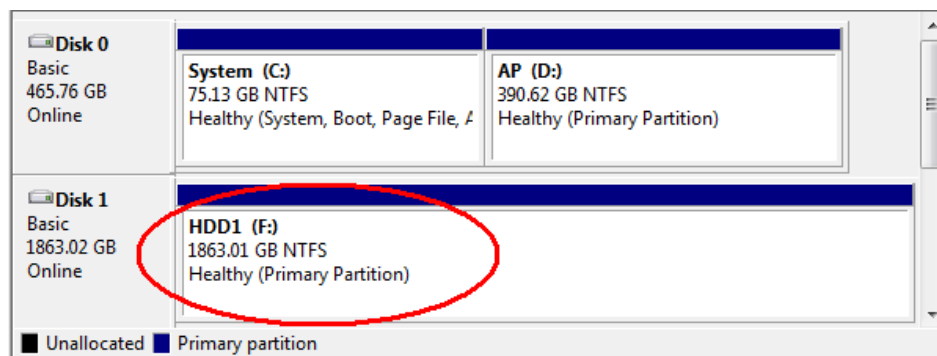 Disk 0
Basic
465.76 GB
Online
System (C:)
75.13 GB NTFS
Healthy (System, Boot, Page File, A
AP (D:)
390.62 GB NTFS
Healthy (Primary Partition)
Disk 1
Basic
1863.02 GB
Online
HDD1 (F:)
1863.01 GB NTFS
Healthy (Primary Partition)
Unallocated Primary partition